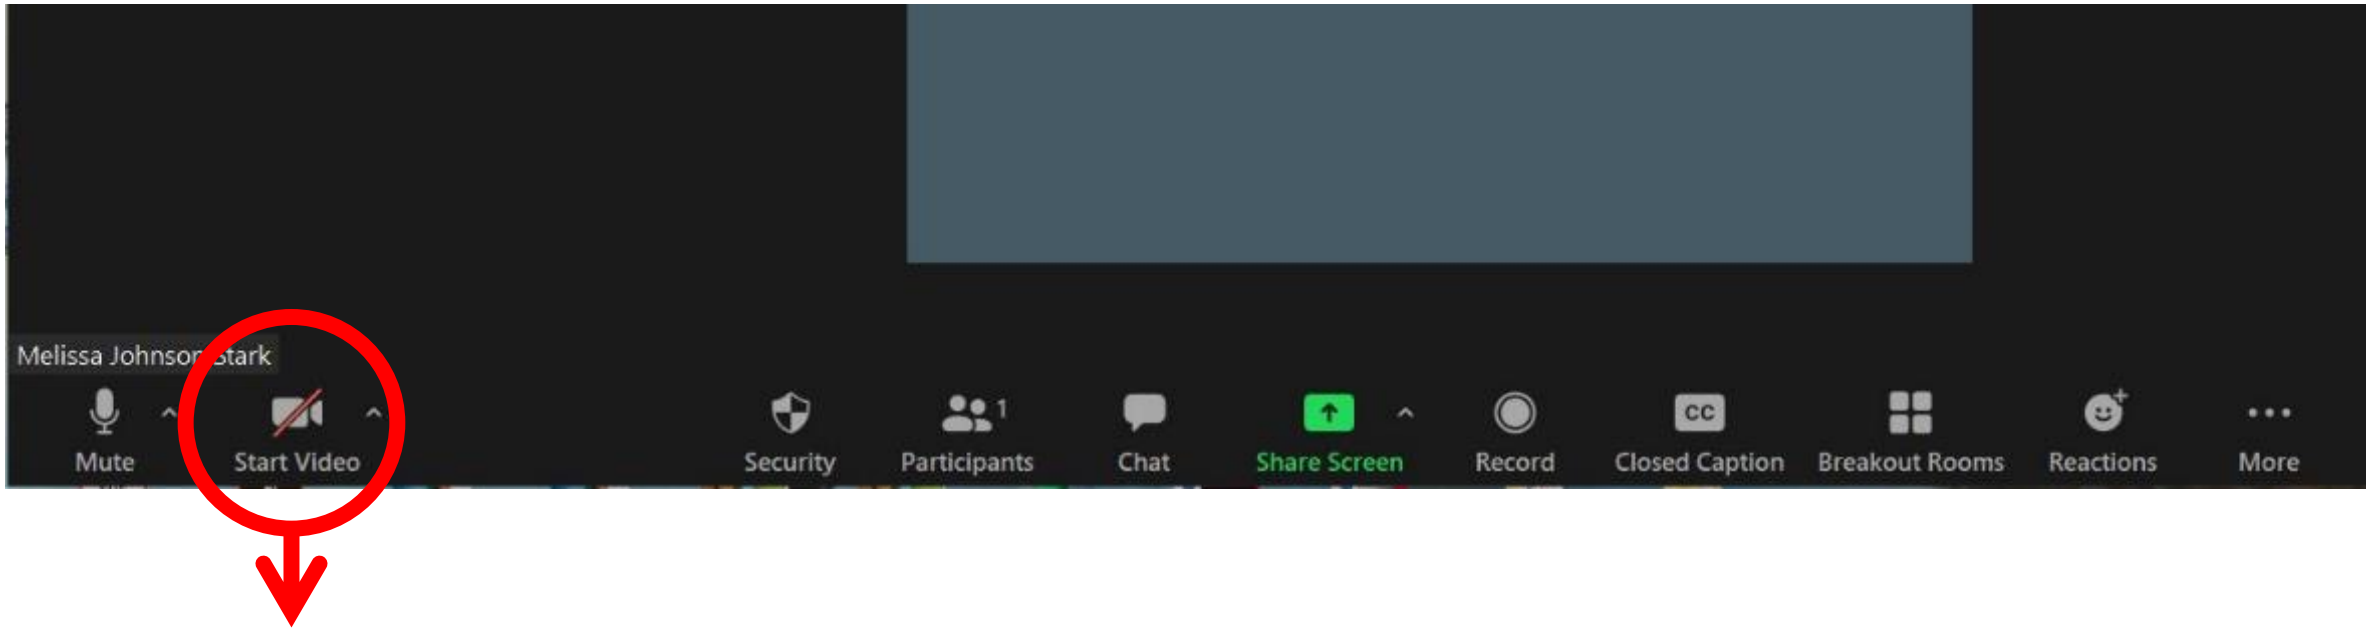 Melissa Johnson Stark
1
CC
Mute Start Video Security Participants Chat Share Screen Record Closed Caption Breakout Rooms Reactions More